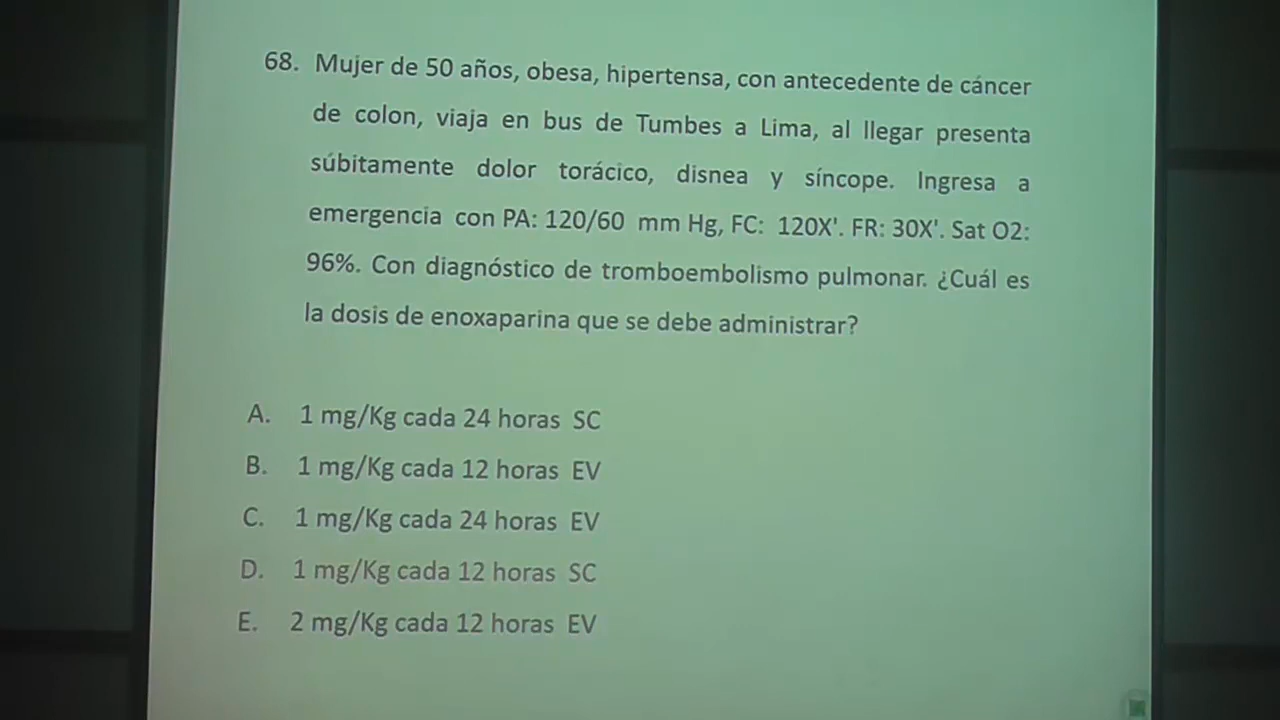 68. Mujer de 50 años, obesa, hipertensa, con antecedente de cáncer
de colon, viaja en bus de Tumbes a Lima, al llegar presenta
súbitamente dolor torácico, disnea y síncope. Ingresa a
emergencia con PA: 120/60 mm Hg, FC: 120X'. FR: 30X'. Sat O2:
96%. Con diagnóstico de tromboembolismo pulmonar. ¿Cuál es
la dosis de enoxaparina que se debe administrar?
A. 1 mg/Kg cada 24 horas SC
B. 1 mg/Kg cada 12 horas EV
C. 1 mg/Kg cada 24 horas EV
D. 1 mg/Kg cada 12 horas SC
E. 2 mg/Kg cada 12 horas EV